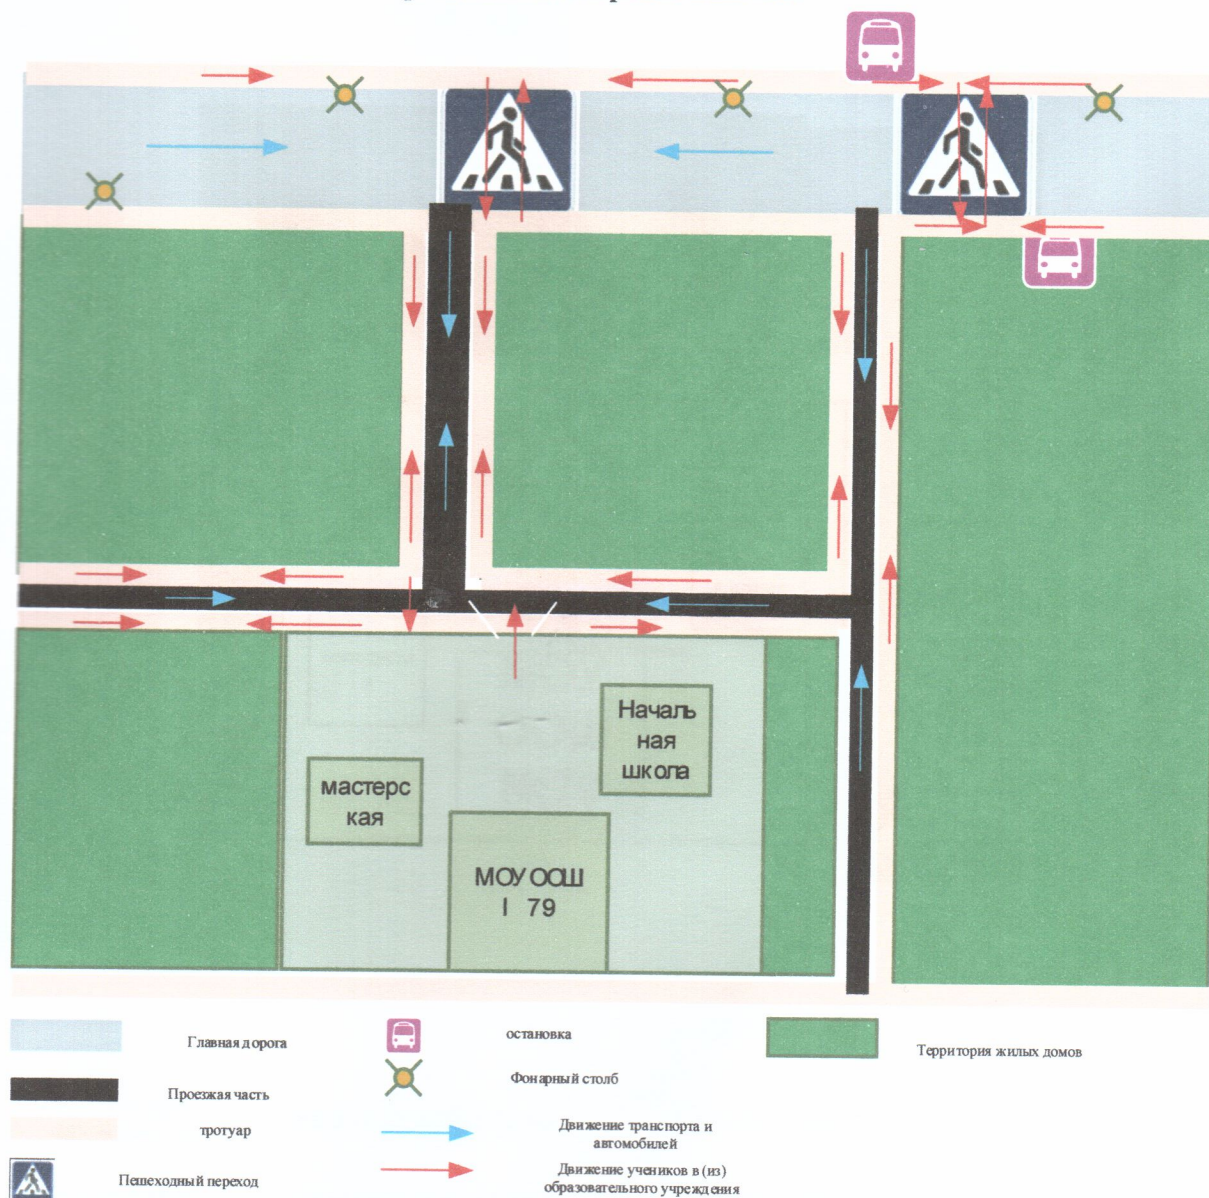 Началь
ная
школа
мастерс
кая
МОУ ООШ
I 79
Главная дорога
остановка
Территория жилых домов
Проезжая часть
Фонарный столб
тротуар
Движение транспорта и
автомобилей
Пешеходный переход
Движение учеников в (из)
образовательного учреждения